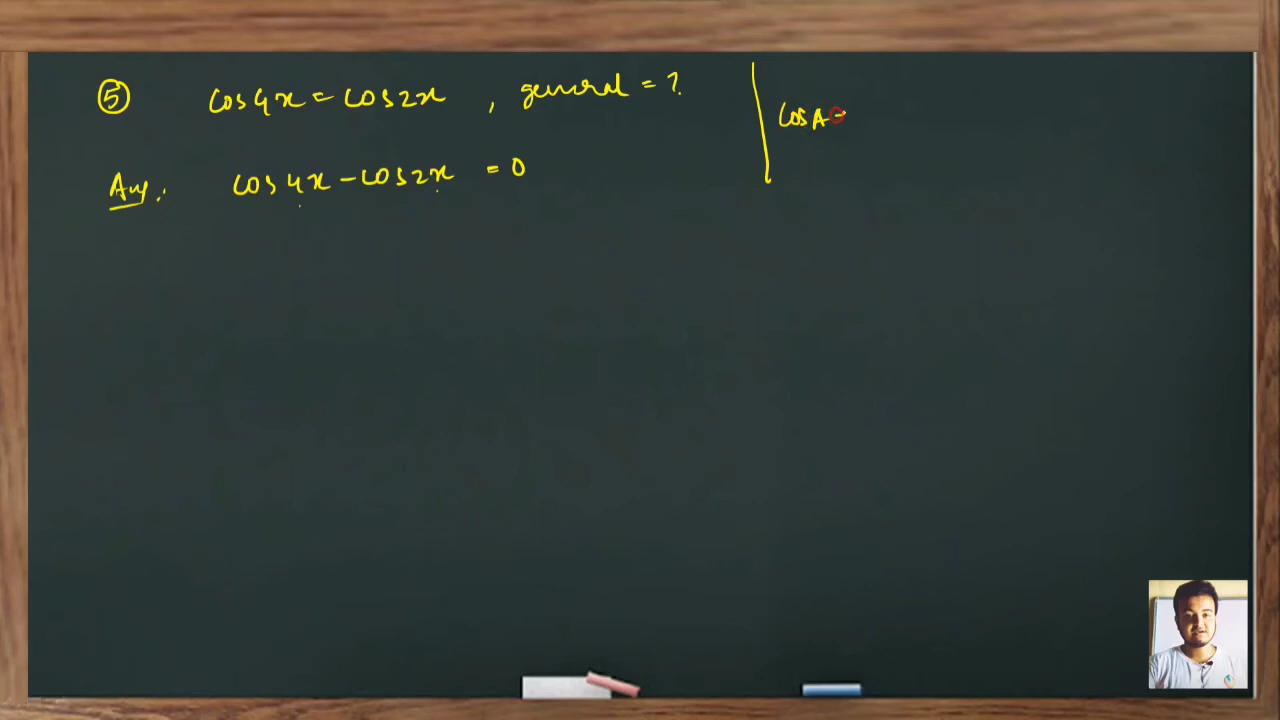 ⑤ cos4x = cos2x , general = ?
Ans: cos4x - cos2x = 0
cosA -